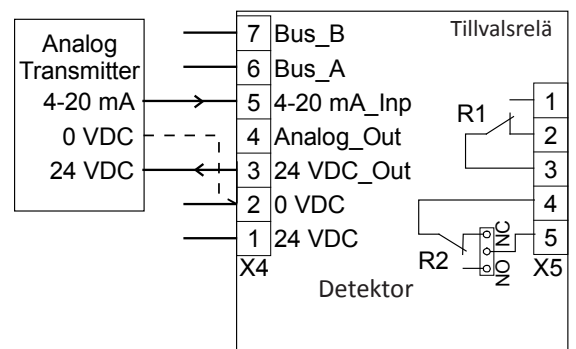 Analog
Transmitter
4-20 mA
0 VDC
24 VDC
7 Bus_B
6 Bus_A
5 4-20 mA_Inp
4 Analog_Out
3 24 VDC_Out
2 0 VDC
1 24 VDC
X4
Tillvalsrelä
R1
1
2
3
4
5
X5
R2
NC
NO
Detektor